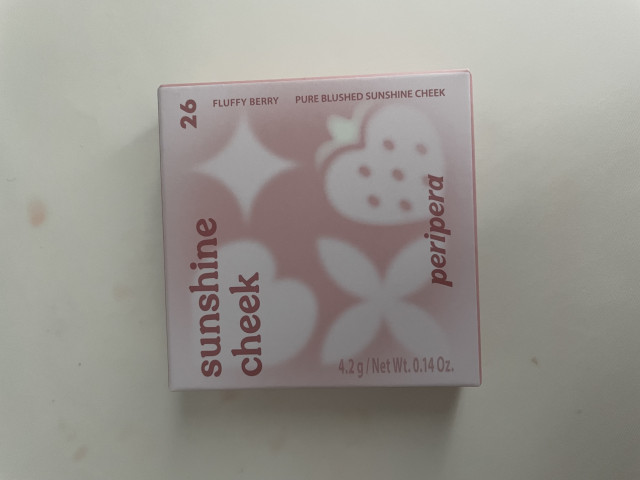 26
FLUFFY BERRY
PURE BLUSHED SUNSHINE CHEEK
sunshine
cheek
peripera
4.2 g / Net Wt. 0.14 Oz.